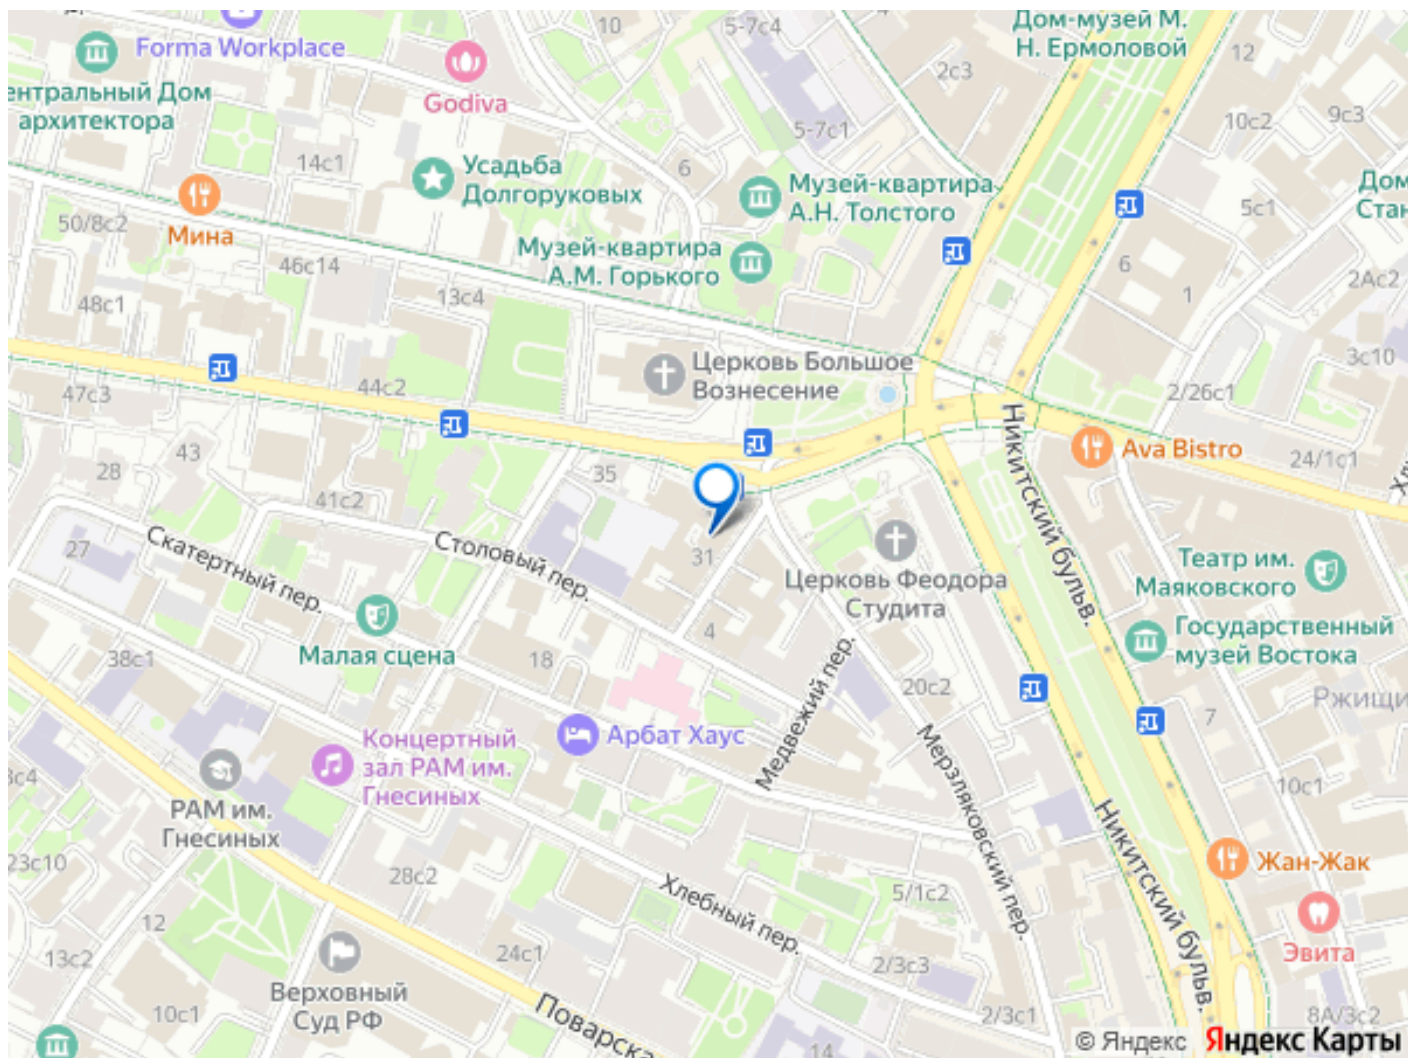 10
5-7с4
Дом-музей М.
Н. Ермоловой
Forma Workplace
12
2с3
Godiva
ентральный Дом
архитектора
5-7с1
10с2
9с3
14с1
6
Усадьба
Долгоруковых
Музей-квартира
А.Н. Толстого
Дом
Стан
5с1
50/8с2
Мина
Музей-квартира
А.М. Горького
46с14
6
1
2Ас2
48с1
13с4
3с10
Церковь Большое
Вознесение
47с3
44с2
2/26с1
Никитский бульв.
Ava Bistro
24/1с1
Хл
43
28
35
41с2
27
Скатертный пер.
Столовый пер.
31
Церковь Феодора
Студита
Театр им.
Маяковского
4
Государственный
музей Востока
Малая сцена
38с1
18
Медвежий пер.
20с2
Ржищи
7
Концертный
зал РАМ им.
Гнесиных
Арбат Хаус
Мерзляковский пер.
3с4
10с1
РАМ им.
Гнесиных
Никитский бульв.
23с10
28с2
Хлебный пер.
5/1с2
Жан-Жак
12
24с1
Эвита
13с2
2/3с3
Верховный
Суд РФ
10с1
Поварска
2/3с1
8А/3с2
14
© Яндекс Яндекс Карты